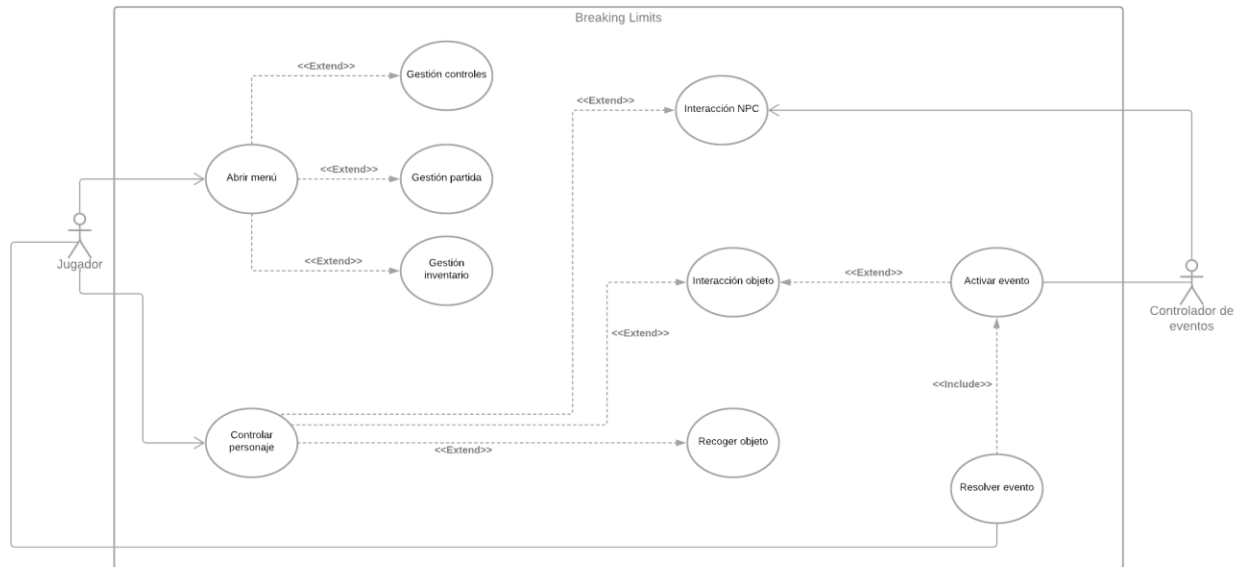 Breaking Limits
<<Extend>>
Gestión controles
<<Extend>>
Interacción NPC
Abrir menú
<<Extend>>
Gestión partida
Jugador
<<Extend>>
Gestión
inventario
Interacción objeto
<<Extend>>
Activar evento
Controlador de
eventos
<<Extend>>
<<Include>>
Controlar
personaje
<<Extend>>
Recoger objeto
Resolver evento